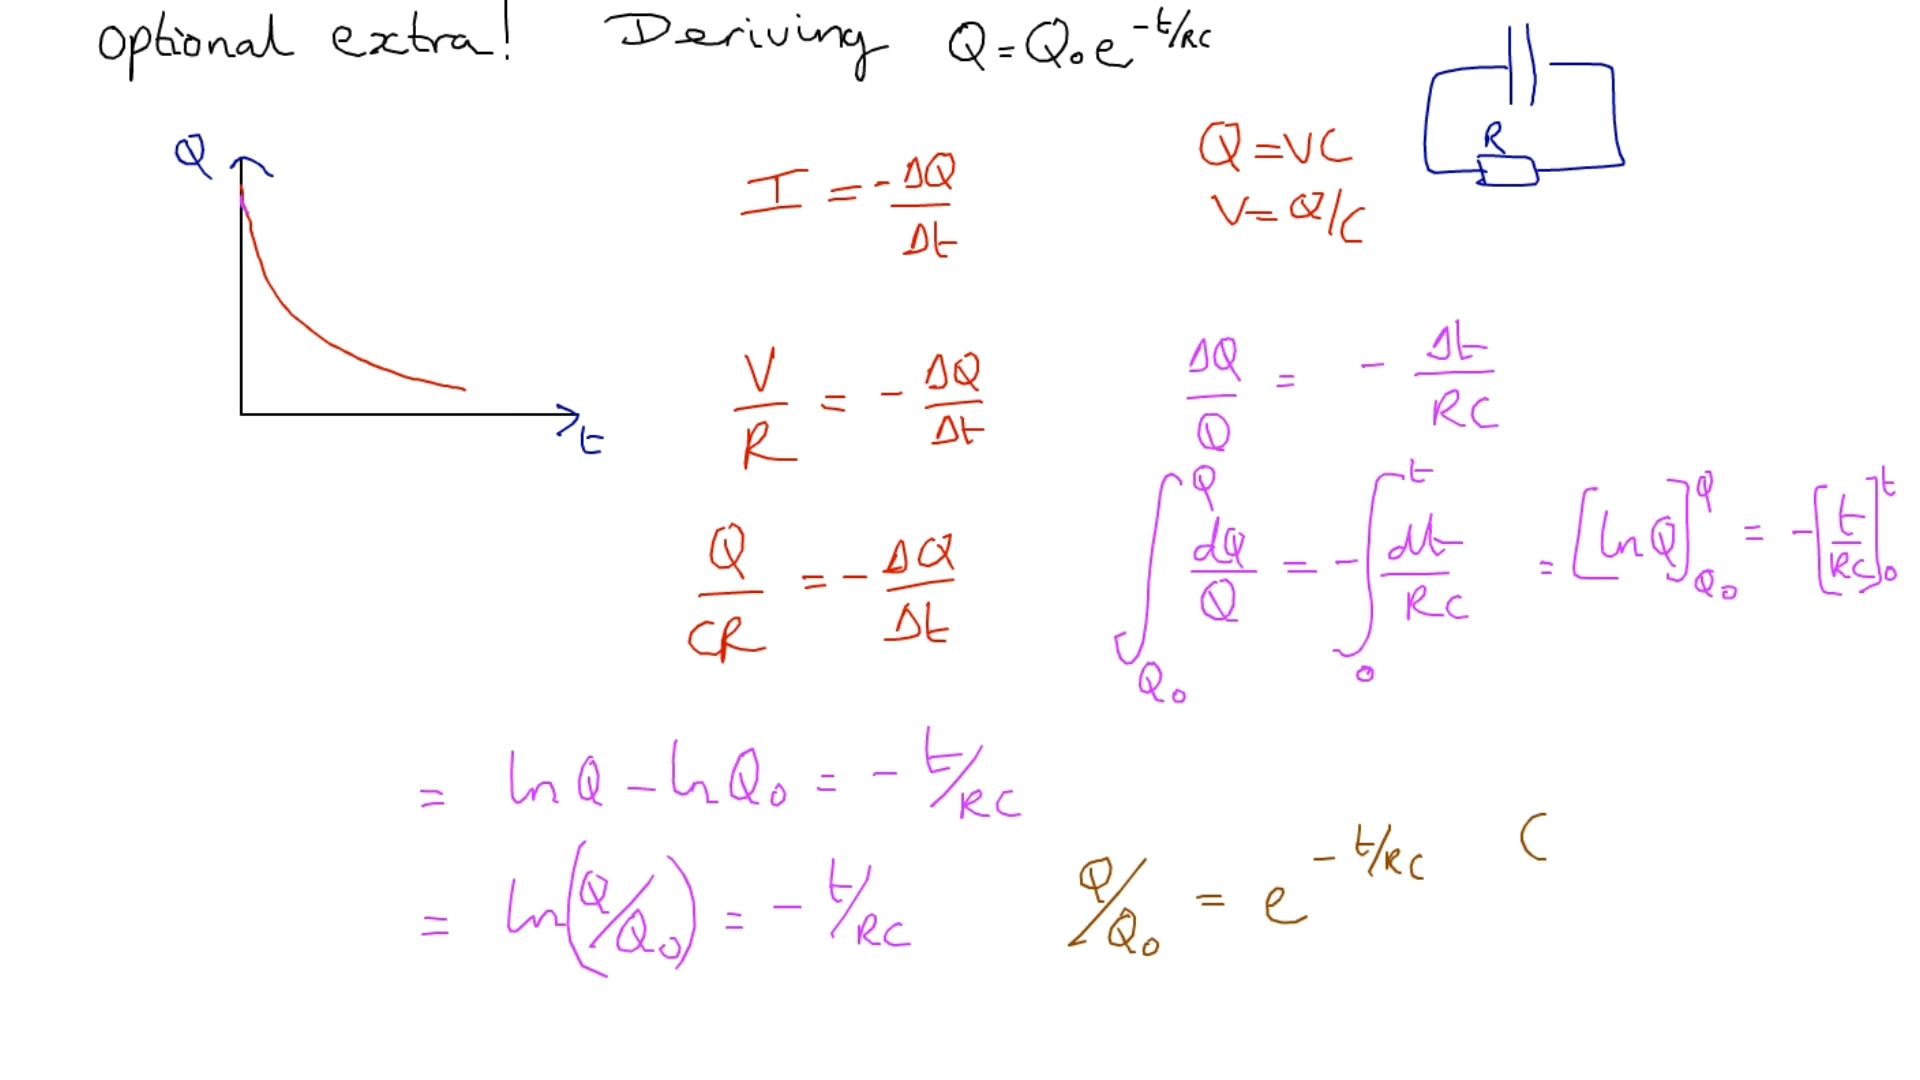 optional extra! Deriving Q = Q₀e^(-t/RC)
Q
t
R
I = -ΔQ/Δt
Q = VC
V = Q/C
V/R = -ΔQ/Δt
Q/CR = -ΔQ/Δt
ΔQ/Q = - Δt/RC
∫_(Q₀)^Q dQ/Q = -∫_0^t dt/RC = [ln Q]_(Q₀)^Q = -[t/RC]_0^t
= ln Q - ln Q₀ = - t/RC
= ln(Q/Q₀) = - t/RC
Q/Q₀ = e^(-t/RC) (